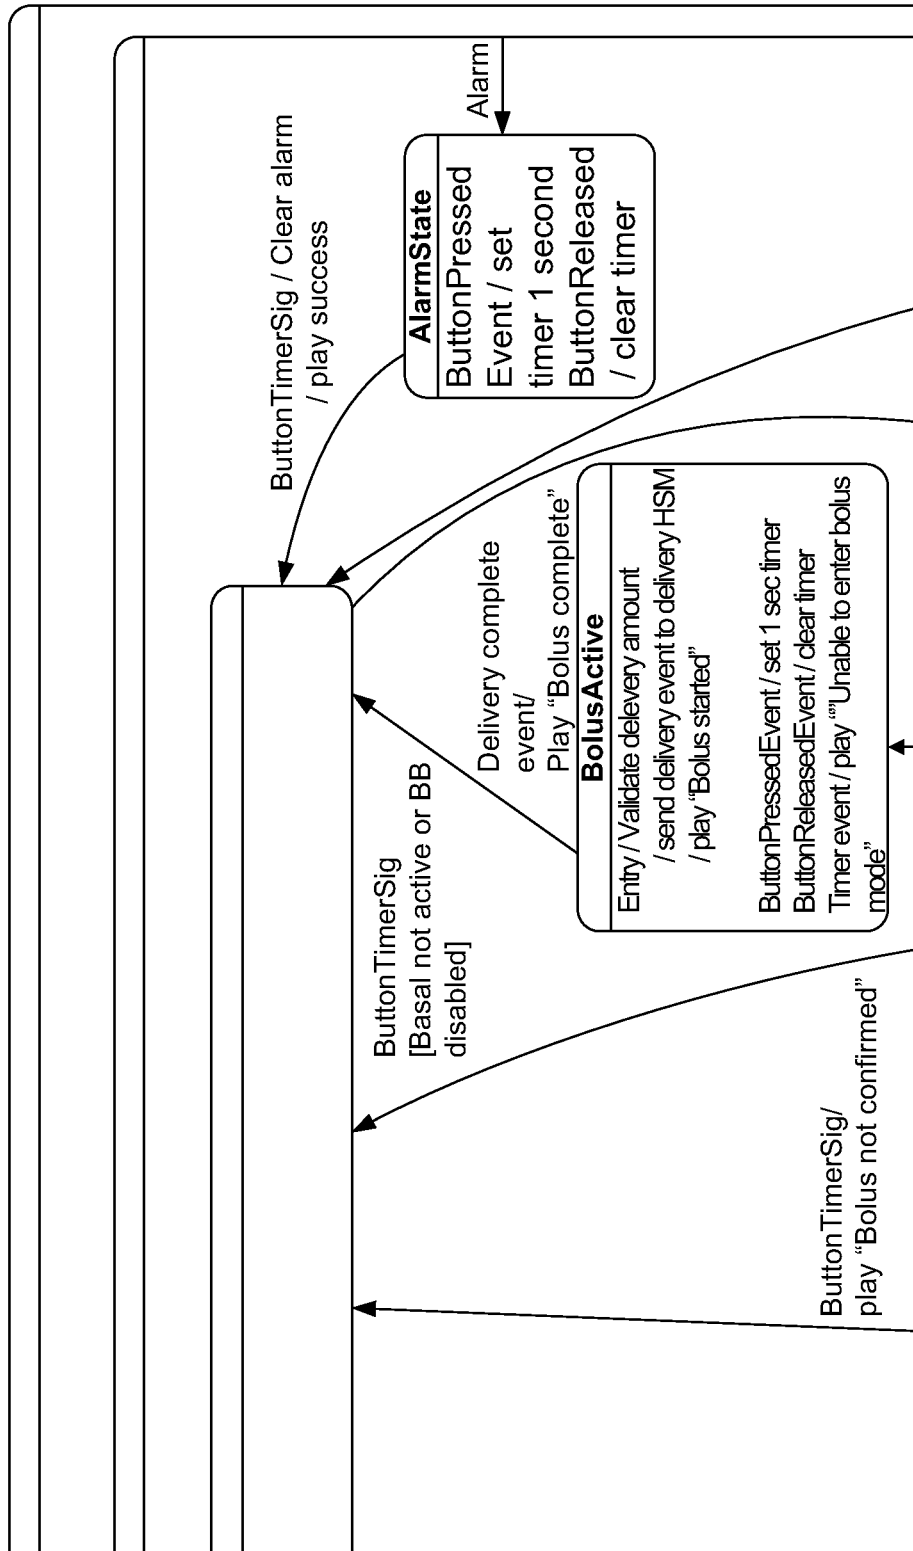 Alarm
AlarmState
ButtonPressed
Event / set
timer 1 second
ButtonReleased
/ clear timer
ButtonTimerSig / Clear alarm
/ play success
Delivery complete
event/
Play “Bolus complete”
BolusActive
Entry / Validate delevery amount
/ send delivery event to delivery HSM
/ play “Bolus started”
ButtonPressedEvent / set 1 sec timer
ButtonReleasedEvent / clear timer
Timer event / play “”Unable to enter bolus
mode”
ButtonTimerSig
[Basal not active or BB
disabled]
ButtonTimerSig/
play “Bolus not confirmed”